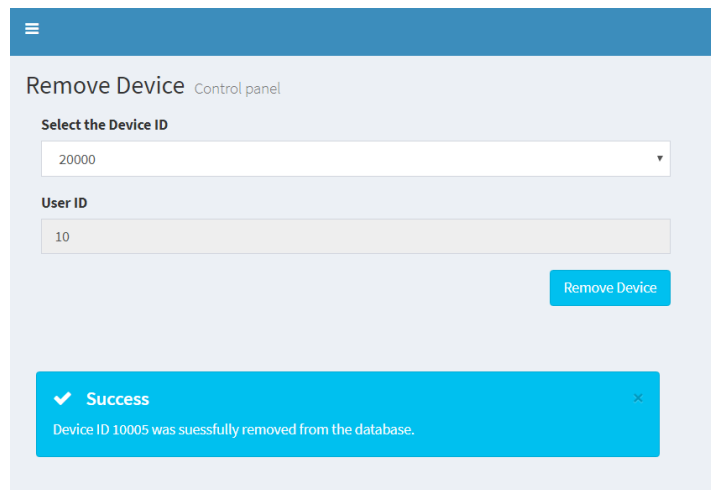 Remove Device Control panel
Select the Device ID
20000
User ID
10
Remove Device
Success
Device ID 10005 was suessfully removed from the database.